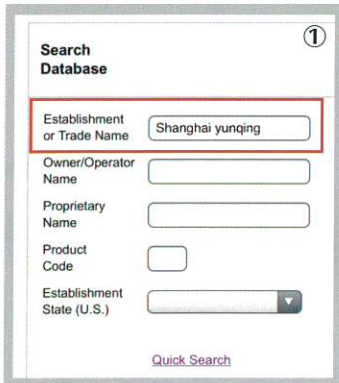 ①
Search
Database
Establishment
or Trade Name
Shanghai yunqing
Owner/Operator
Name
Proprietary
Name
Product
Code
Establishment
State (U.S.)
Quick Search